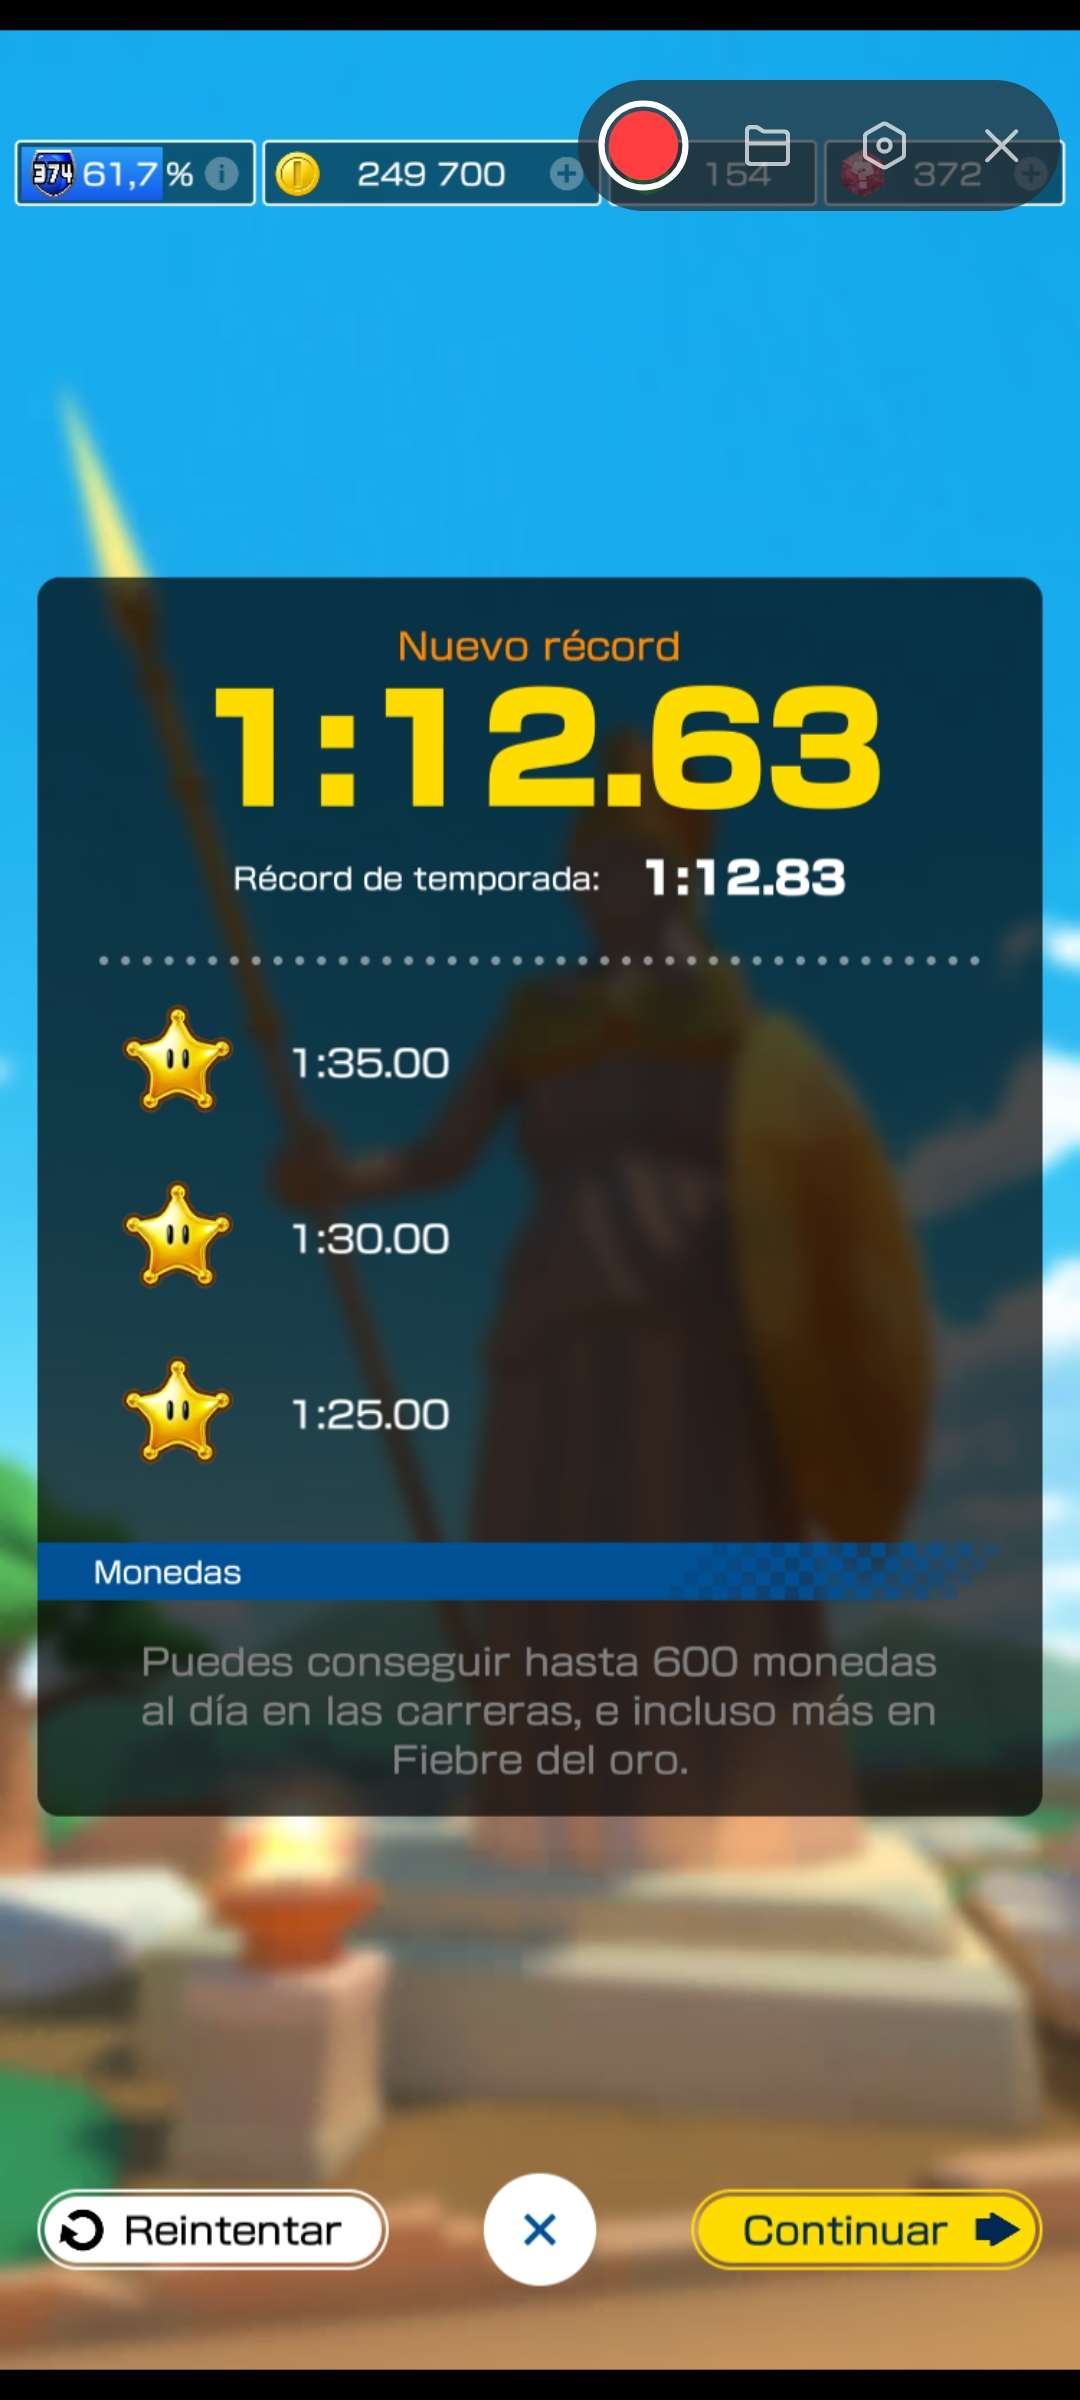 374 61,7 % 249 700 154 372
Nuevo récord
1:12.63
Récord de temporada: 1:12.83
1:35.00
1:30.00
1:25.00
Monedas
Puedes conseguir hasta 600 monedas
al día en las carreras, e incluso más en
Fiebre del oro.
Reintentar
Continuar